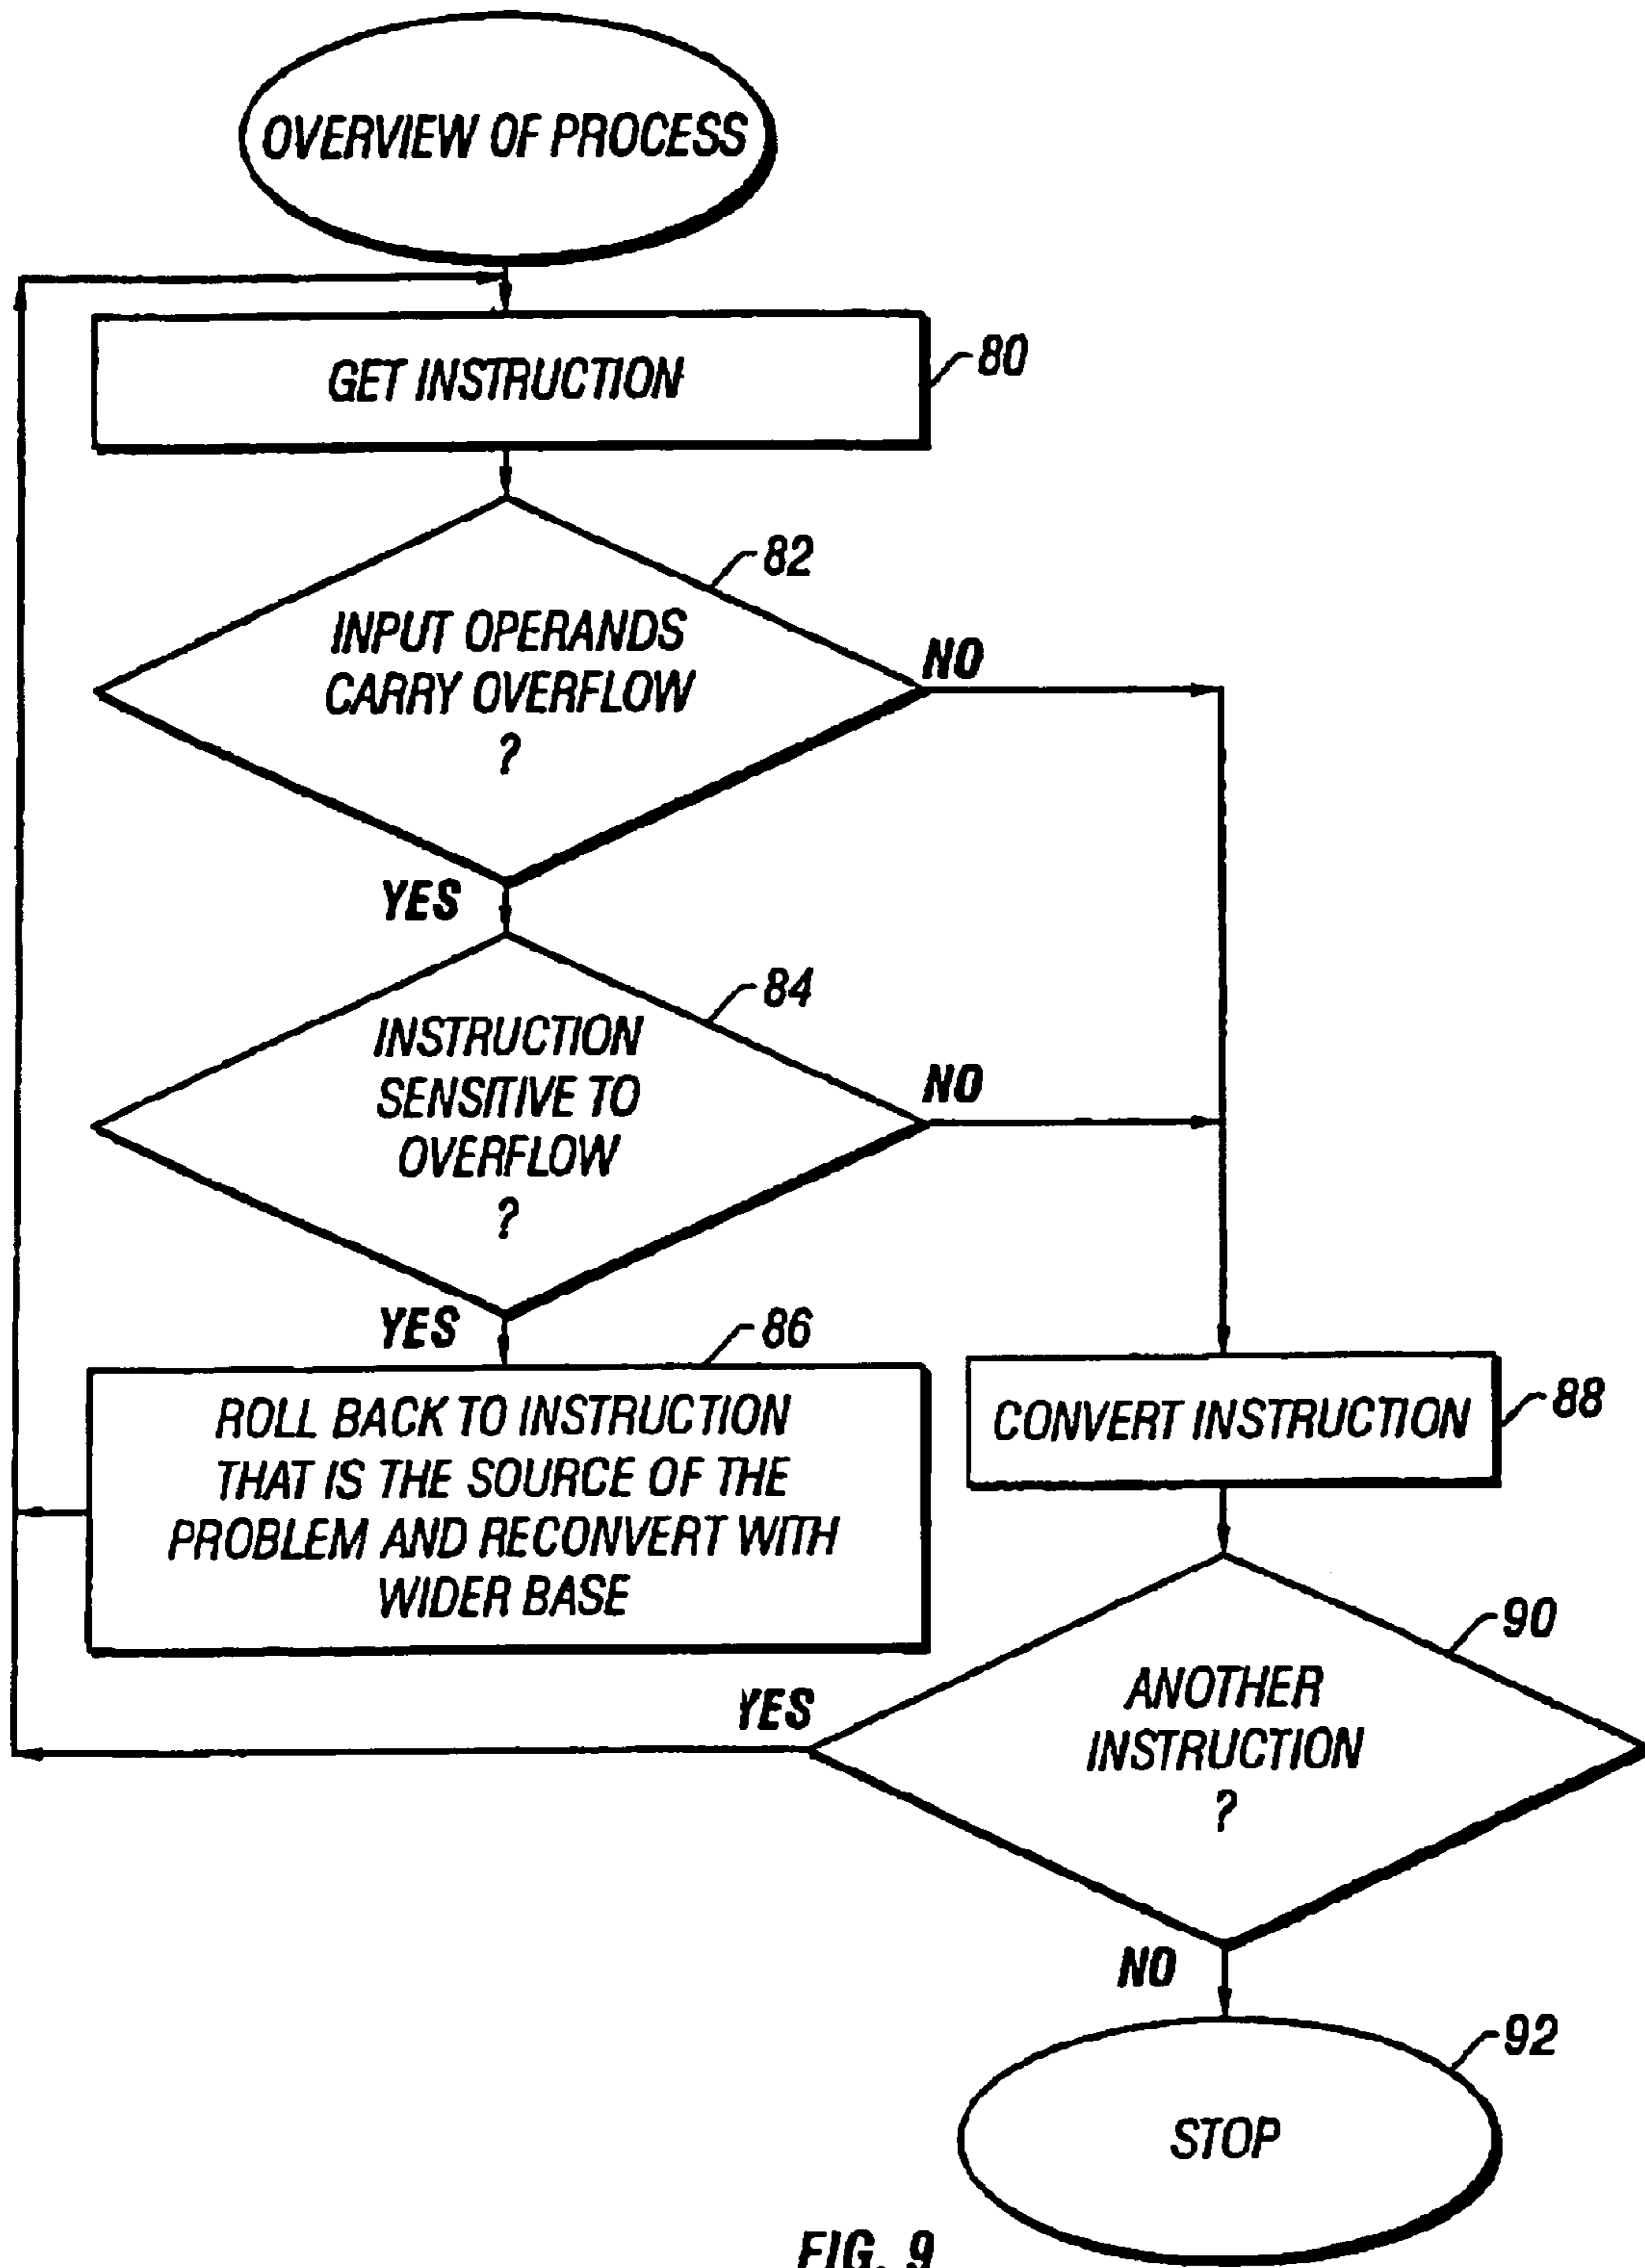 OVERVIEW OF PROCESS
GET INSTRUCTION
80
82
INPUT OPERANDS
CARRY OVERFLOW
?
NO
YES
84
INSTRUCTION
SENSITIVE TO
OVERFLOW
?
NO
YES
86
ROLL BACK TO INSTRUCTION
THAT IS THE SOURCE OF THE
PROBLEM AND RECONVERT WITH
WIDER BASE
CONVERT INSTRUCTION
88
90
ANOTHER
INSTRUCTION
?
YES
NO
92
STOP
FIG. 9